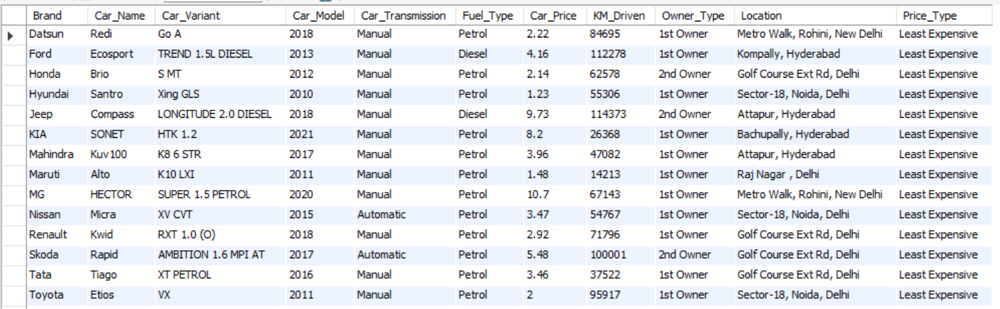 Brand Car_Name Car_Variant Car_Model Car_Transmission Fuel_Type Car_Price KM_Driven Owner_Type Location Price_Type
Datsun Redi Go A 2018 Manual Petrol 2.22 84695 1st Owner Metro Walk, Rohini, New Delhi Least Expensive
Ford Ecosport TREND 1.5L DIESEL 2013 Manual Diesel 4.16 112278 1st Owner Kompally, Hyderabad Least Expensive
Honda Brio S MT 2012 Manual Petrol 2.14 62578 2nd Owner Golf Course Ext Rd, Delhi Least Expensive
Hyundai Santro Xing GLS 2010 Manual Petrol 1.23 55306 1st Owner Sector-18, Noida, Delhi Least Expensive
Jeep Compass LONGITUDE 2.0 DIESEL 2018 Manual Diesel 9.73 114373 2nd Owner Attapur, Hyderabad Least Expensive
KIA SONET HTK 1.2 2021 Manual Petrol 8.2 26368 1st Owner Bachupally, Hyderabad Least Expensive
Mahindra Kuv100 K8 6 STR 2017 Manual Petrol 3.96 47082 1st Owner Attapur, Hyderabad Least Expensive
Maruti Alto K10 LXI 2011 Manual Petrol 1.48 14213 1st Owner Raj Nagar , Delhi Least Expensive
MG HECTOR SUPER 1.5 PETROL 2020 Manual Petrol 10.7 67143 1st Owner Metro Walk, Rohini, New Delhi Least Expensive
Nissan Micra XV CVT 2015 Automatic Petrol 3.47 54767 1st Owner Sector-18, Noida, Delhi Least Expensive
Renault Kwid RXT 1.0 (O) 2018 Manual Petrol 2.92 71796 1st Owner Golf Course Ext Rd, Delhi Least Expensive
Skoda Rapid AMBITION 1.6 MPI AT 2017 Automatic Petrol 5.48 100001 2nd Owner Golf Course Ext Rd, Delhi Least Expensive
Tata Tiago XT PETROL 2016 Manual Petrol 3.46 37522 1st Owner Golf Course Ext Rd, Delhi Least Expensive
Toyota Etios VX 2011 Manual Petrol 2 95917 1st Owner Sector-18, Noida, Delhi Least Expensive